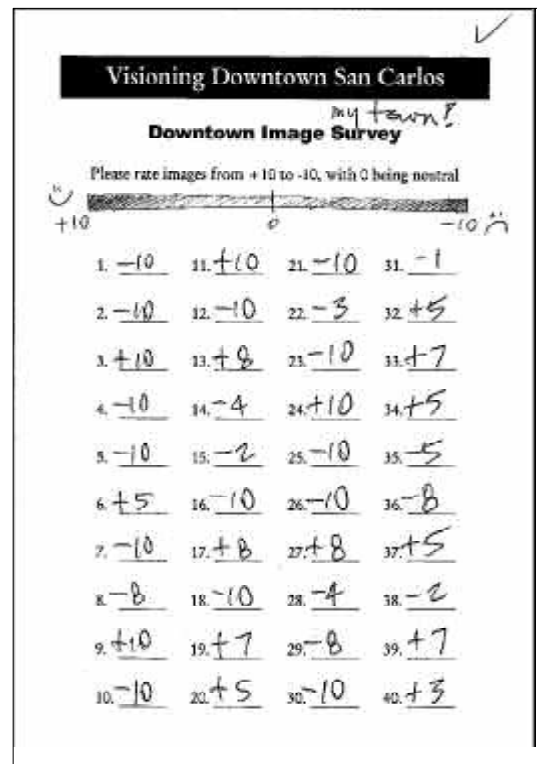 Visioning Downtown San Carlos
my town!
Downtown Image Survey
Please rate images from +10 to -10, with 0 being neutral
+10 0 -10
1. -10 11. +10 21. -10 31. -1
2. -10 12. -10 22. -3 32. +5
3. +10 13. +8 23. -10 33. +7
4. -10 14. -4 24. +10 34. +5
5. -10 15. -2 25. -10 35. -5
6. +5 16. -10 26. -10 36. -8
7. -10 17. +8 27. +8 37. +5
8. -8 18. -10 28. -4 38. -2
9. +10 19. +7 29. -8 39. +7
10. -10 20. +5 30. -10 40. +3